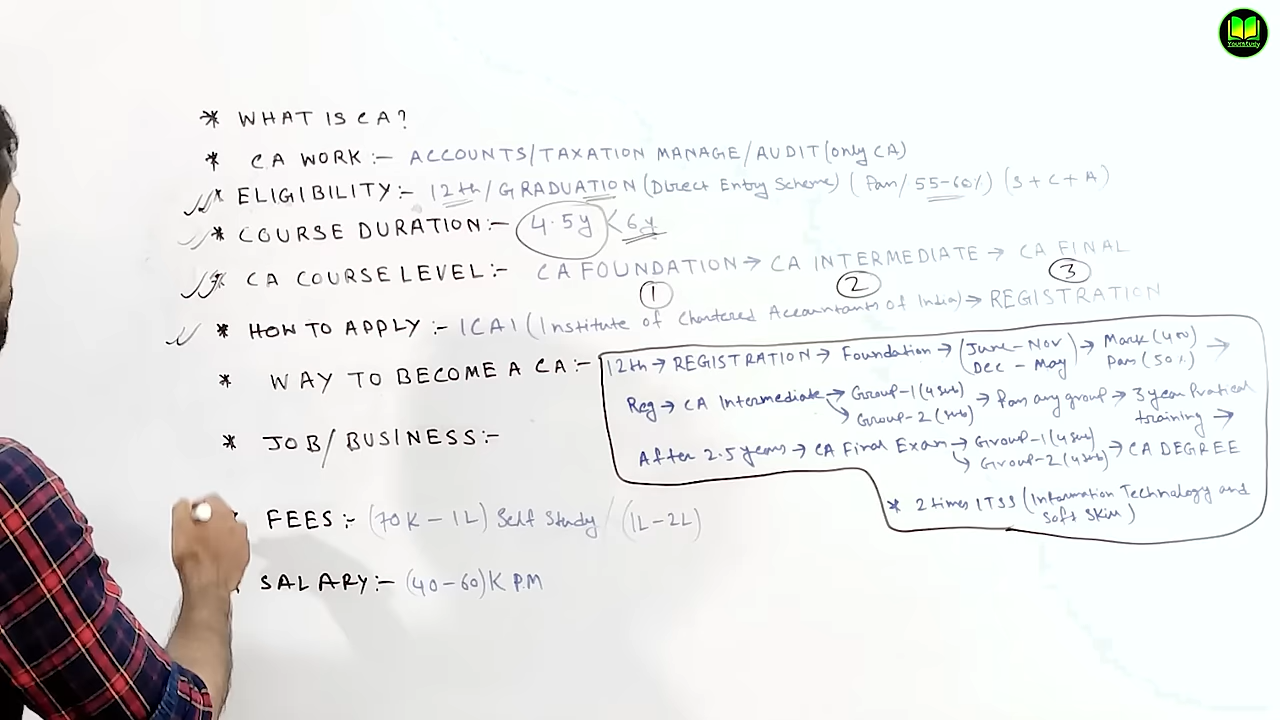 Yourstudy
* WHAT IS CA?
* CA WORK :- ACCOUNTS/TAXATION MANAGE/AUDIT (only CA)
* ELIGIBILITY:- 12th/GRADUATION (Direct Entry Scheme) (Pass/55-60%) (S+C+A)
* COURSE DURATION:- 4.5y < 6y
* CA COURSE LEVEL:- CA FOUNDATION → CA INTERMEDIATE → CA FINAL
1 2 3
* HOW TO APPLY :- ICAI (Institute of Chartered Accountants of India) → REGISTRATION
* WAY TO BECOME A CA:-
12th → REGISTRATION → Foundation → (June-Nov Dec-May) → Mark (400) Pass (50%) →
Reg → CA Intermediate → Group-1 (4 sub)
→ Group-2 (sub) → Pass any group → 3 year Pratical training →
After 2.5 years → CA Final Exam → Group-1 (4 sub)
→ Group-2 (4 sub) → CA DEGREE
* 2 times ITSS (Information Technology and
Soft Skill)
* JOB/BUSINESS:-
FEES :- (70K-1L) Self Study / (1L-2L)
SALARY:- (40-60)K P.M